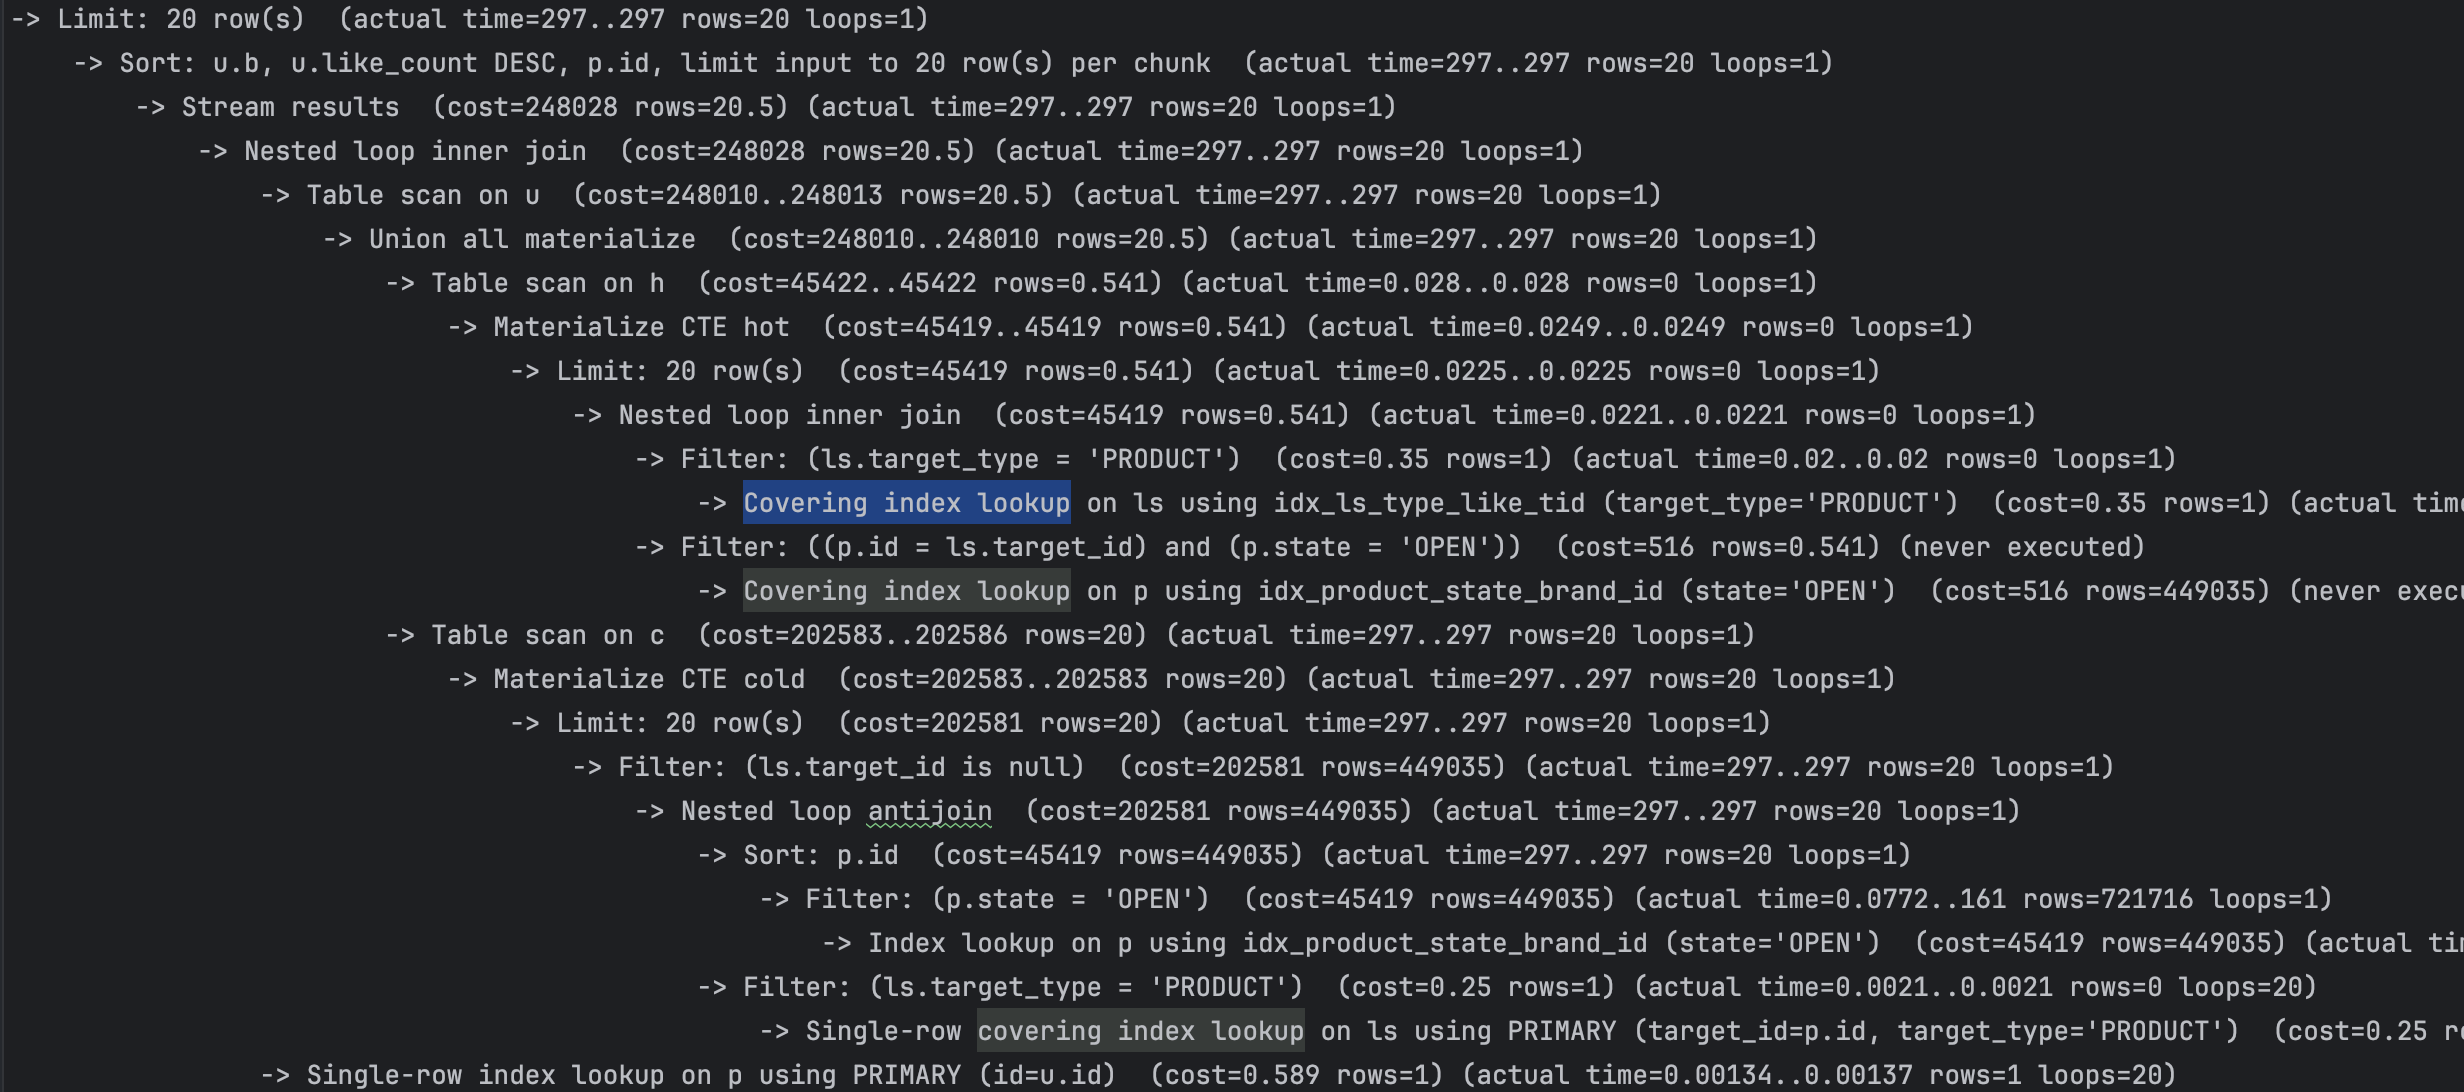 -> Limit: 20 row(s)  (actual time=297..297 rows=20 loops=1)
-> Sort: u.b, u.like_count DESC, p.id, limit input to 20 row(s) per chunk  (actual time=297..297 rows=20 loops=1)
-> Stream results  (cost=248028 rows=20.5) (actual time=297..297 rows=20 loops=1)
-> Nested loop inner join  (cost=248028 rows=20.5) (actual time=297..297 rows=20 loops=1)
-> Table scan on u  (cost=248010..248013 rows=20.5) (actual time=297..297 rows=20 loops=1)
-> Union all materialize  (cost=248010..248010 rows=20.5) (actual time=297..297 rows=20 loops=1)
-> Table scan on h  (cost=45422..45422 rows=0.541) (actual time=0.028..0.028 rows=0 loops=1)
-> Materialize CTE hot  (cost=45419..45419 rows=0.541) (actual time=0.0249..0.0249 rows=0 loops=1)
-> Limit: 20 row(s)  (cost=45419 rows=0.541) (actual time=0.0225..0.0225 rows=0 loops=1)
-> Nested loop inner join  (cost=45419 rows=0.541) (actual time=0.0221..0.0221 rows=0 loops=1)
-> Filter: (ls.target_type = 'PRODUCT')  (cost=0.35 rows=1) (actual time=0.02..0.02 rows=0 loops=1)
-> Covering index lookup on ls using idx_ls_type_like_tid (target_type='PRODUCT')  (cost=0.35 rows=1) (actual tim
-> Filter: ((p.id = ls.target_id) and (p.state = 'OPEN'))  (cost=516 rows=0.541) (never executed)
-> Covering index lookup on p using idx_product_state_brand_id (state='OPEN')  (cost=516 rows=449035) (never exec
-> Table scan on c  (cost=202583..202586 rows=20) (actual time=297..297 rows=20 loops=1)
-> Materialize CTE cold  (cost=202583..202583 rows=20) (actual time=297..297 rows=20 loops=1)
-> Limit: 20 row(s)  (cost=202581 rows=20) (actual time=297..297 rows=20 loops=1)
-> Filter: (ls.target_id is null)  (cost=202581 rows=449035) (actual time=297..297 rows=20 loops=1)
-> Nested loop antijoin  (cost=202581 rows=449035) (actual time=297..297 rows=20 loops=1)
-> Sort: p.id  (cost=45419 rows=449035) (actual time=297..297 rows=20 loops=1)
-> Filter: (p.state = 'OPEN')  (cost=45419 rows=449035) (actual time=0.0772..161 rows=721716 loops=1)
-> Index lookup on p using idx_product_state_brand_id (state='OPEN')  (cost=45419 rows=449035) (actual ti
-> Filter: (ls.target_type = 'PRODUCT')  (cost=0.25 rows=1) (actual time=0.0021..0.0021 rows=0 loops=20)
-> Single-row covering index lookup on ls using PRIMARY (target_id=p.id, target_type='PRODUCT')  (cost=0.25 r
-> Single-row index lookup on p using PRIMARY (id=u.id)  (cost=0.589 rows=1) (actual time=0.00134..0.00137 rows=1 loops=20)